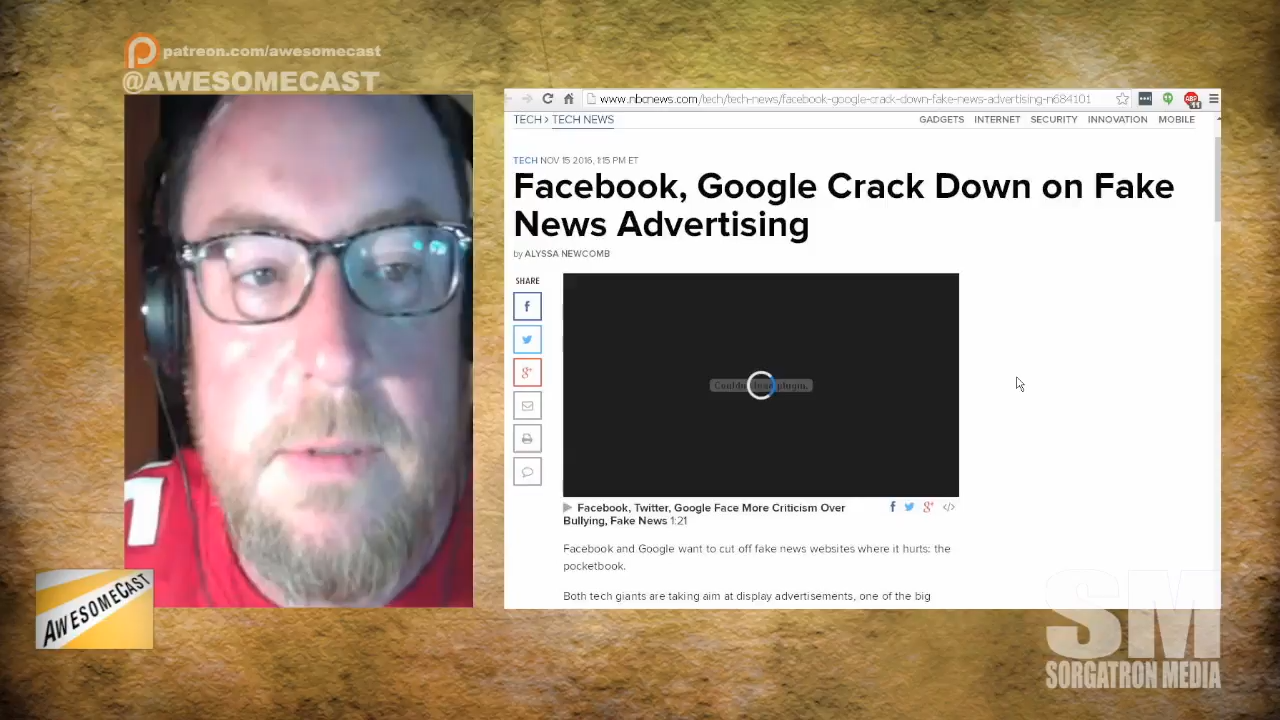 patreon.com/awesomecast
@AWESOMECAST
www.nbcnews.com/tech/tech-news/facebook-google-crack-down-fake-news-advertising-n684101
ABP
11
TECH > TECH NEWS
GADGETS INTERNET SECURITY INNOVATION MOBILE
TECH NOV 15 2016, 1:15 PM ET
Facebook, Google Crack Down on Fake
News Advertising
by ALYSSA NEWCOMB
SHARE
f
g+
plugin.
Facebook, Twitter, Google Face More Criticism Over
Bullying, Fake News 1:21
f g+ </>
Facebook and Google want to cut off fake news websites where it hurts: the
pocketbook.
Both tech giants are taking aim at display advertisements, one of the big
AWESOMECAST
SM
SORGATRON MEDIA